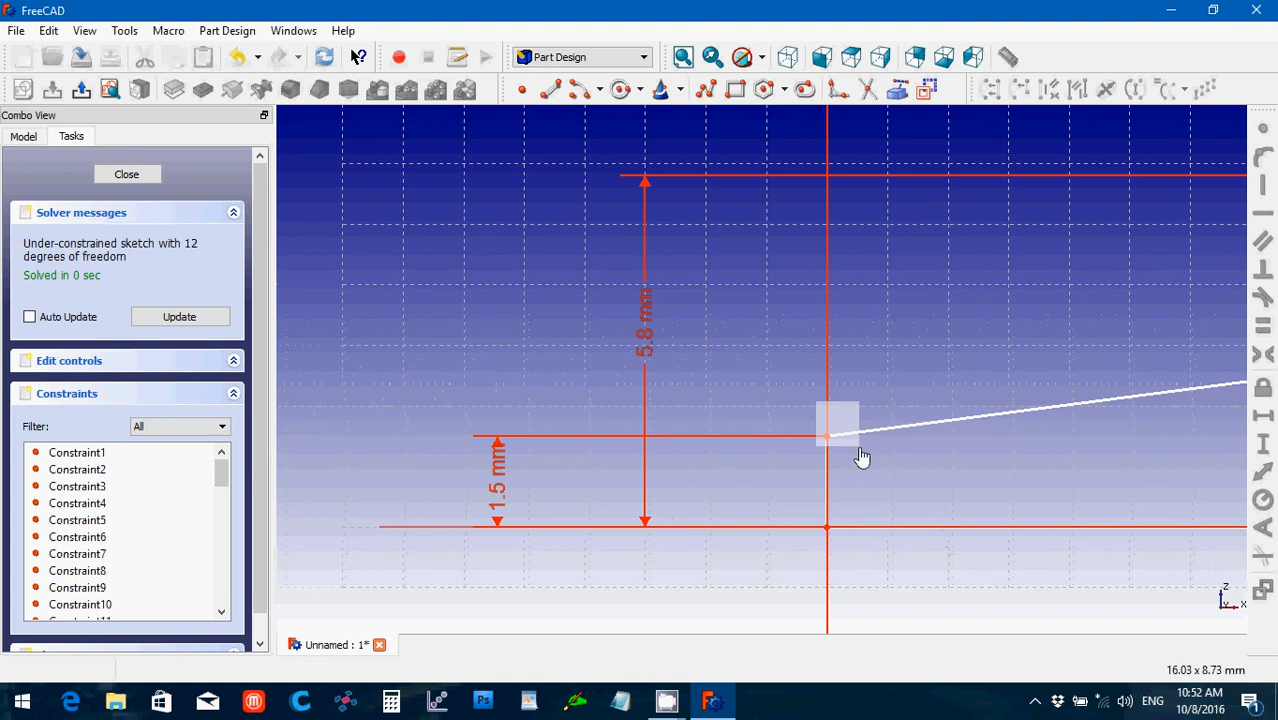 FreeCAD
File Edit View Tools Macro Part Design Windows Help
Part Design
Combo View
Model Tasks
Close
Solver messages
Under-constrained sketch with 12
degrees of freedom
Solved in 0 sec
Auto Update Update
Edit controls
Constraints
Filter: All
Constraint1
Constraint2
Constraint3
Constraint4
Constraint5
Constraint6
Constraint7
Constraint8
Constraint9
Constraint10
5.8 mm
1.5 mm
Z
Y X
Unnamed : 1*
16.03 x 8.73 mm
Ps
ENG
10:52 AM
10/8/2016
1